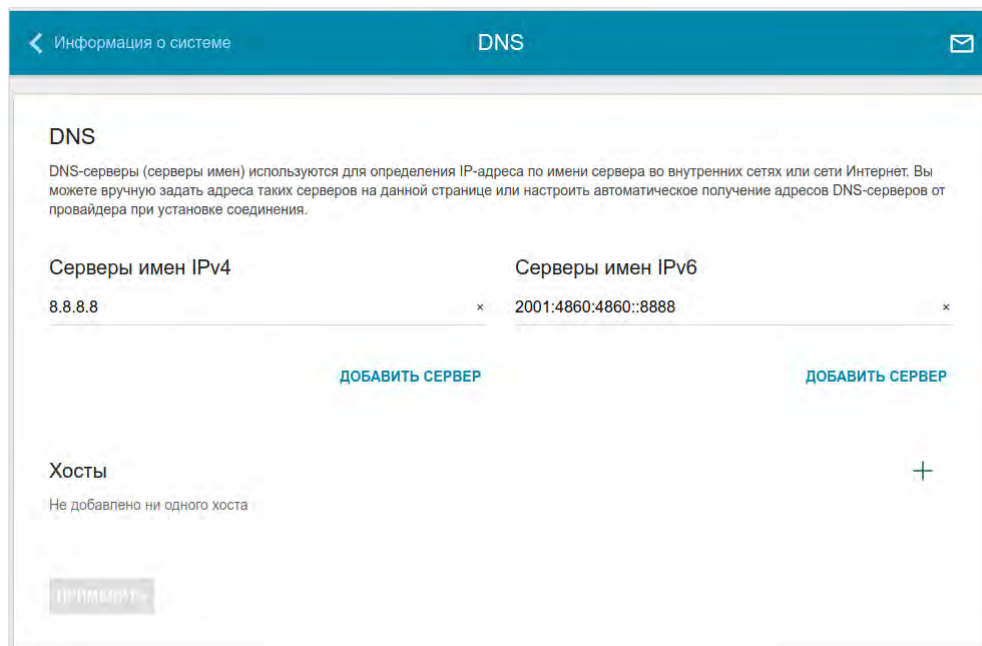 Информация о системе
DNS
DNS
DNS-серверы (серверы имен) используются для определения IP-адреса по имени сервера во внутренних сетях или сети Интернет. Вы
можете вручную задать адреса таких серверов на данной странице или настроить автоматическое получение адресов DNS-серверов от
провайдера при установке соединения.
Серверы имен IPv4
Серверы имен IPv6
8.8.8.8
2001:4860:4860::8888
ДОБАВИТЬ СЕРВЕР
ДОБАВИТЬ СЕРВЕР
Хосты
Не добавлено ни одного хоста
ПРИМЕНИТЬ